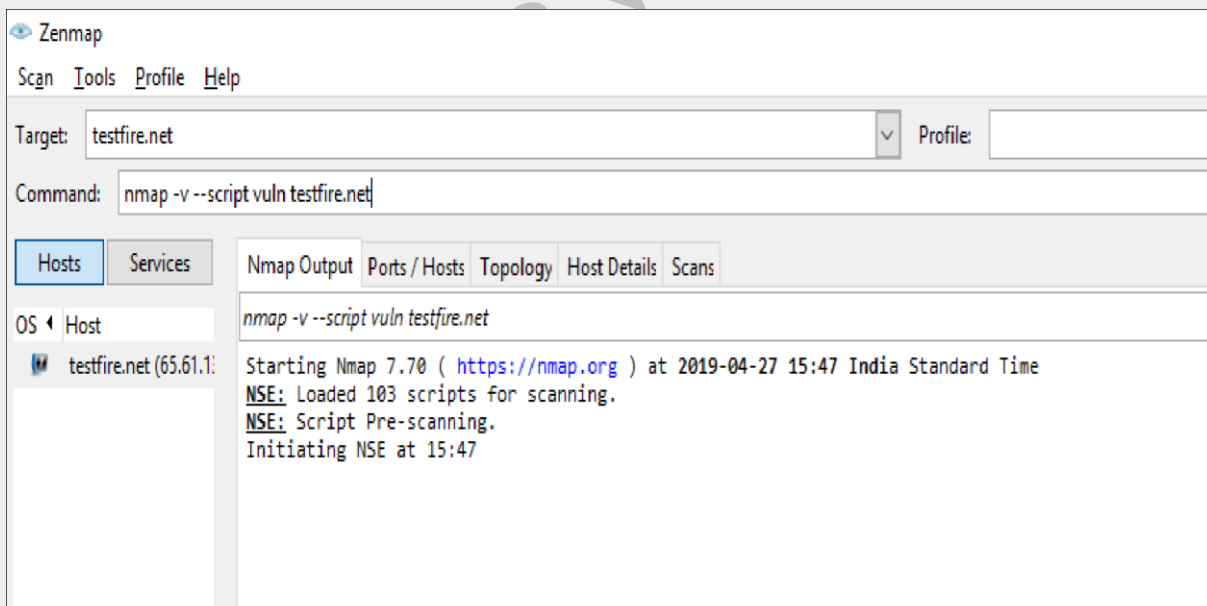 Zenmap
Scan Tools Profile Help
Target: testfire.net Profile:
Command: nmap -v --script vuln testfire.net
Hosts Services Nmap Output Ports / Hosts Topology Host Details Scans
nmap -v --script vuln testfire.net
OS Host
testfire.net (65.61.13
Starting Nmap 7.70 ( https://nmap.org ) at 2019-04-27 15:47 India Standard Time
NSE: Loaded 103 scripts for scanning.
NSE: Script Pre-scanning.
Initiating NSE at 15:47